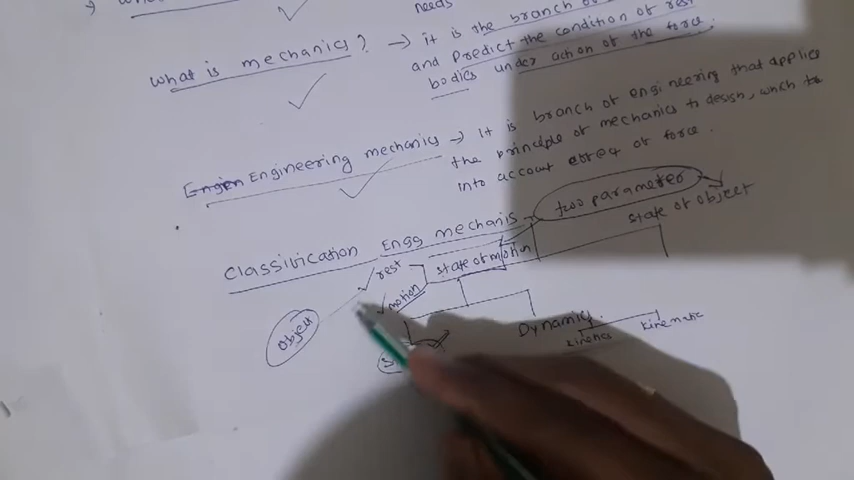 needs
what is mechanics? → it is the branch of
and Predict the condition of rest
bodies under action of the force.
Engineering mechanics → It is branch of engineering that applies
the principle of mechanics to design, which
into account of force.
Classification Engg mechanis → two parameter
state of motion
state of object
rest
motion
object
Dynamics
kinetics
kinematic